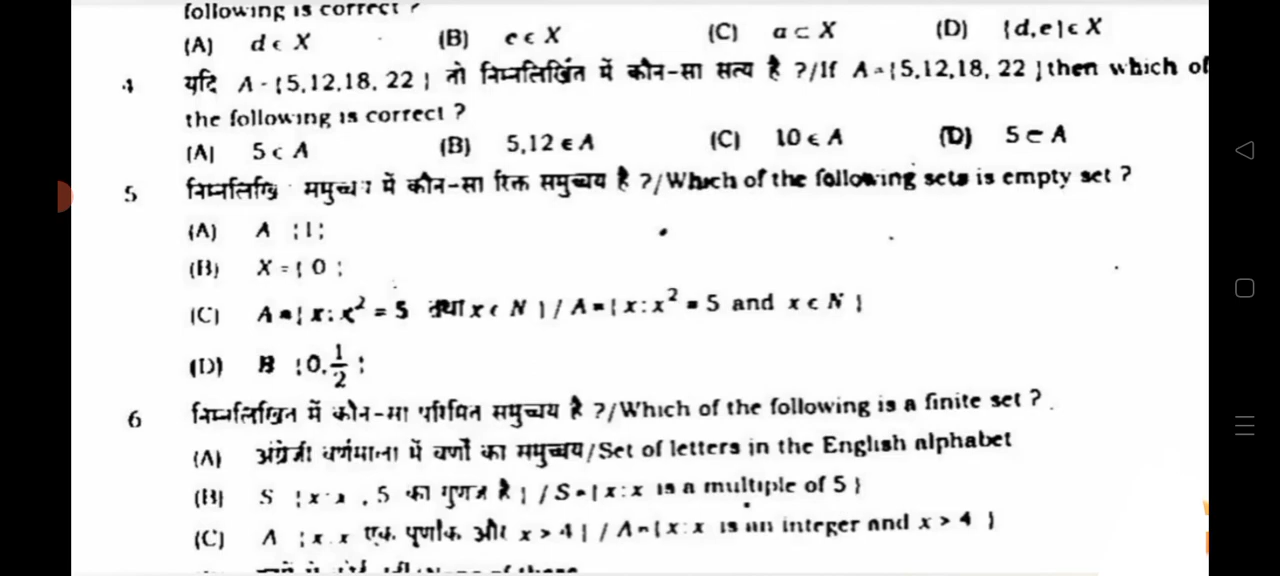 following is correct ?
(A) d ϵ X (B) e ϵ X (C) a ⊂ X (D) {d,e} ϵ X
4 यदि A = {5,12,18, 22 } तो निम्नलिखित में कौन-सा सत्य है ?/If A = {5,12,18, 22 } then which of
the following is correct ?
(A) 5 ⊂ A (B) 5,12 ϵ A (C) 10 ϵ A (D) 5 ∈ A
5 में कौन-सा रिक्त समुच्चय है ?/Which of the following sets is empty set ?
(A) A {1}
(B) X = { 0 }
(C) A = { x : x² = 5 तथा x ϵ N } / A = { x : x² = 5 and x ϵ N }
(D) B {0, 1/2 }
6 निम्नलिखित में कौन-सा परिमित समुच्चय है ?/Which of the following is a finite set ?
(A) अंग्रेजी वर्णमाला में वर्णों का समुच्चय/Set of letters in the English alphabet
(B) S {x : x , 5 का गुणज है } / S = {x : x is a multiple of 5 }
(C) A {x : x एक पूर्णांक और x > 4 } / A = {x : x is an integer and x > 4 }